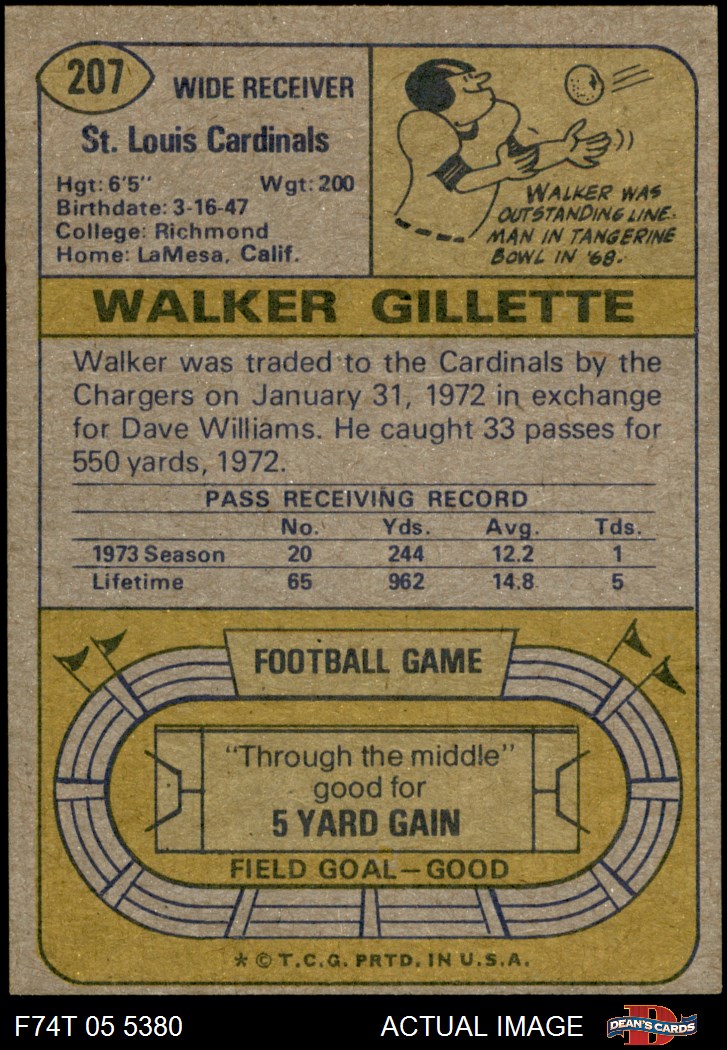 207
WIDE RECEIVER
St. Louis Cardinals
Hgt: 6'5" Wgt: 200
Birthdate: 3-16-47
College: Richmond
Home: LaMesa, Calif.
WALKER WAS
OUTSTANDING LINE-
MAN IN TANGERINE
BOWL IN '68.
WALKER GILLETTE
Walker was traded to the Cardinals by the
Chargers on January 31, 1972 in exchange
for Dave Williams. He caught 33 passes for
550 yards, 1972.
PASS RECEIVING RECORD
No. Yds. Avg. Tds.
1973 Season 20 244 12.2 1
Lifetime 65 962 14.8 5
FOOTBALL GAME
"Through the middle"
good for
5 YARD GAIN
FIELD GOAL—GOOD
* © T.C.G. PRTD. IN U.S.A.
F74T 05 5380 ACTUAL IMAGE
D
DEAN'S CARDS